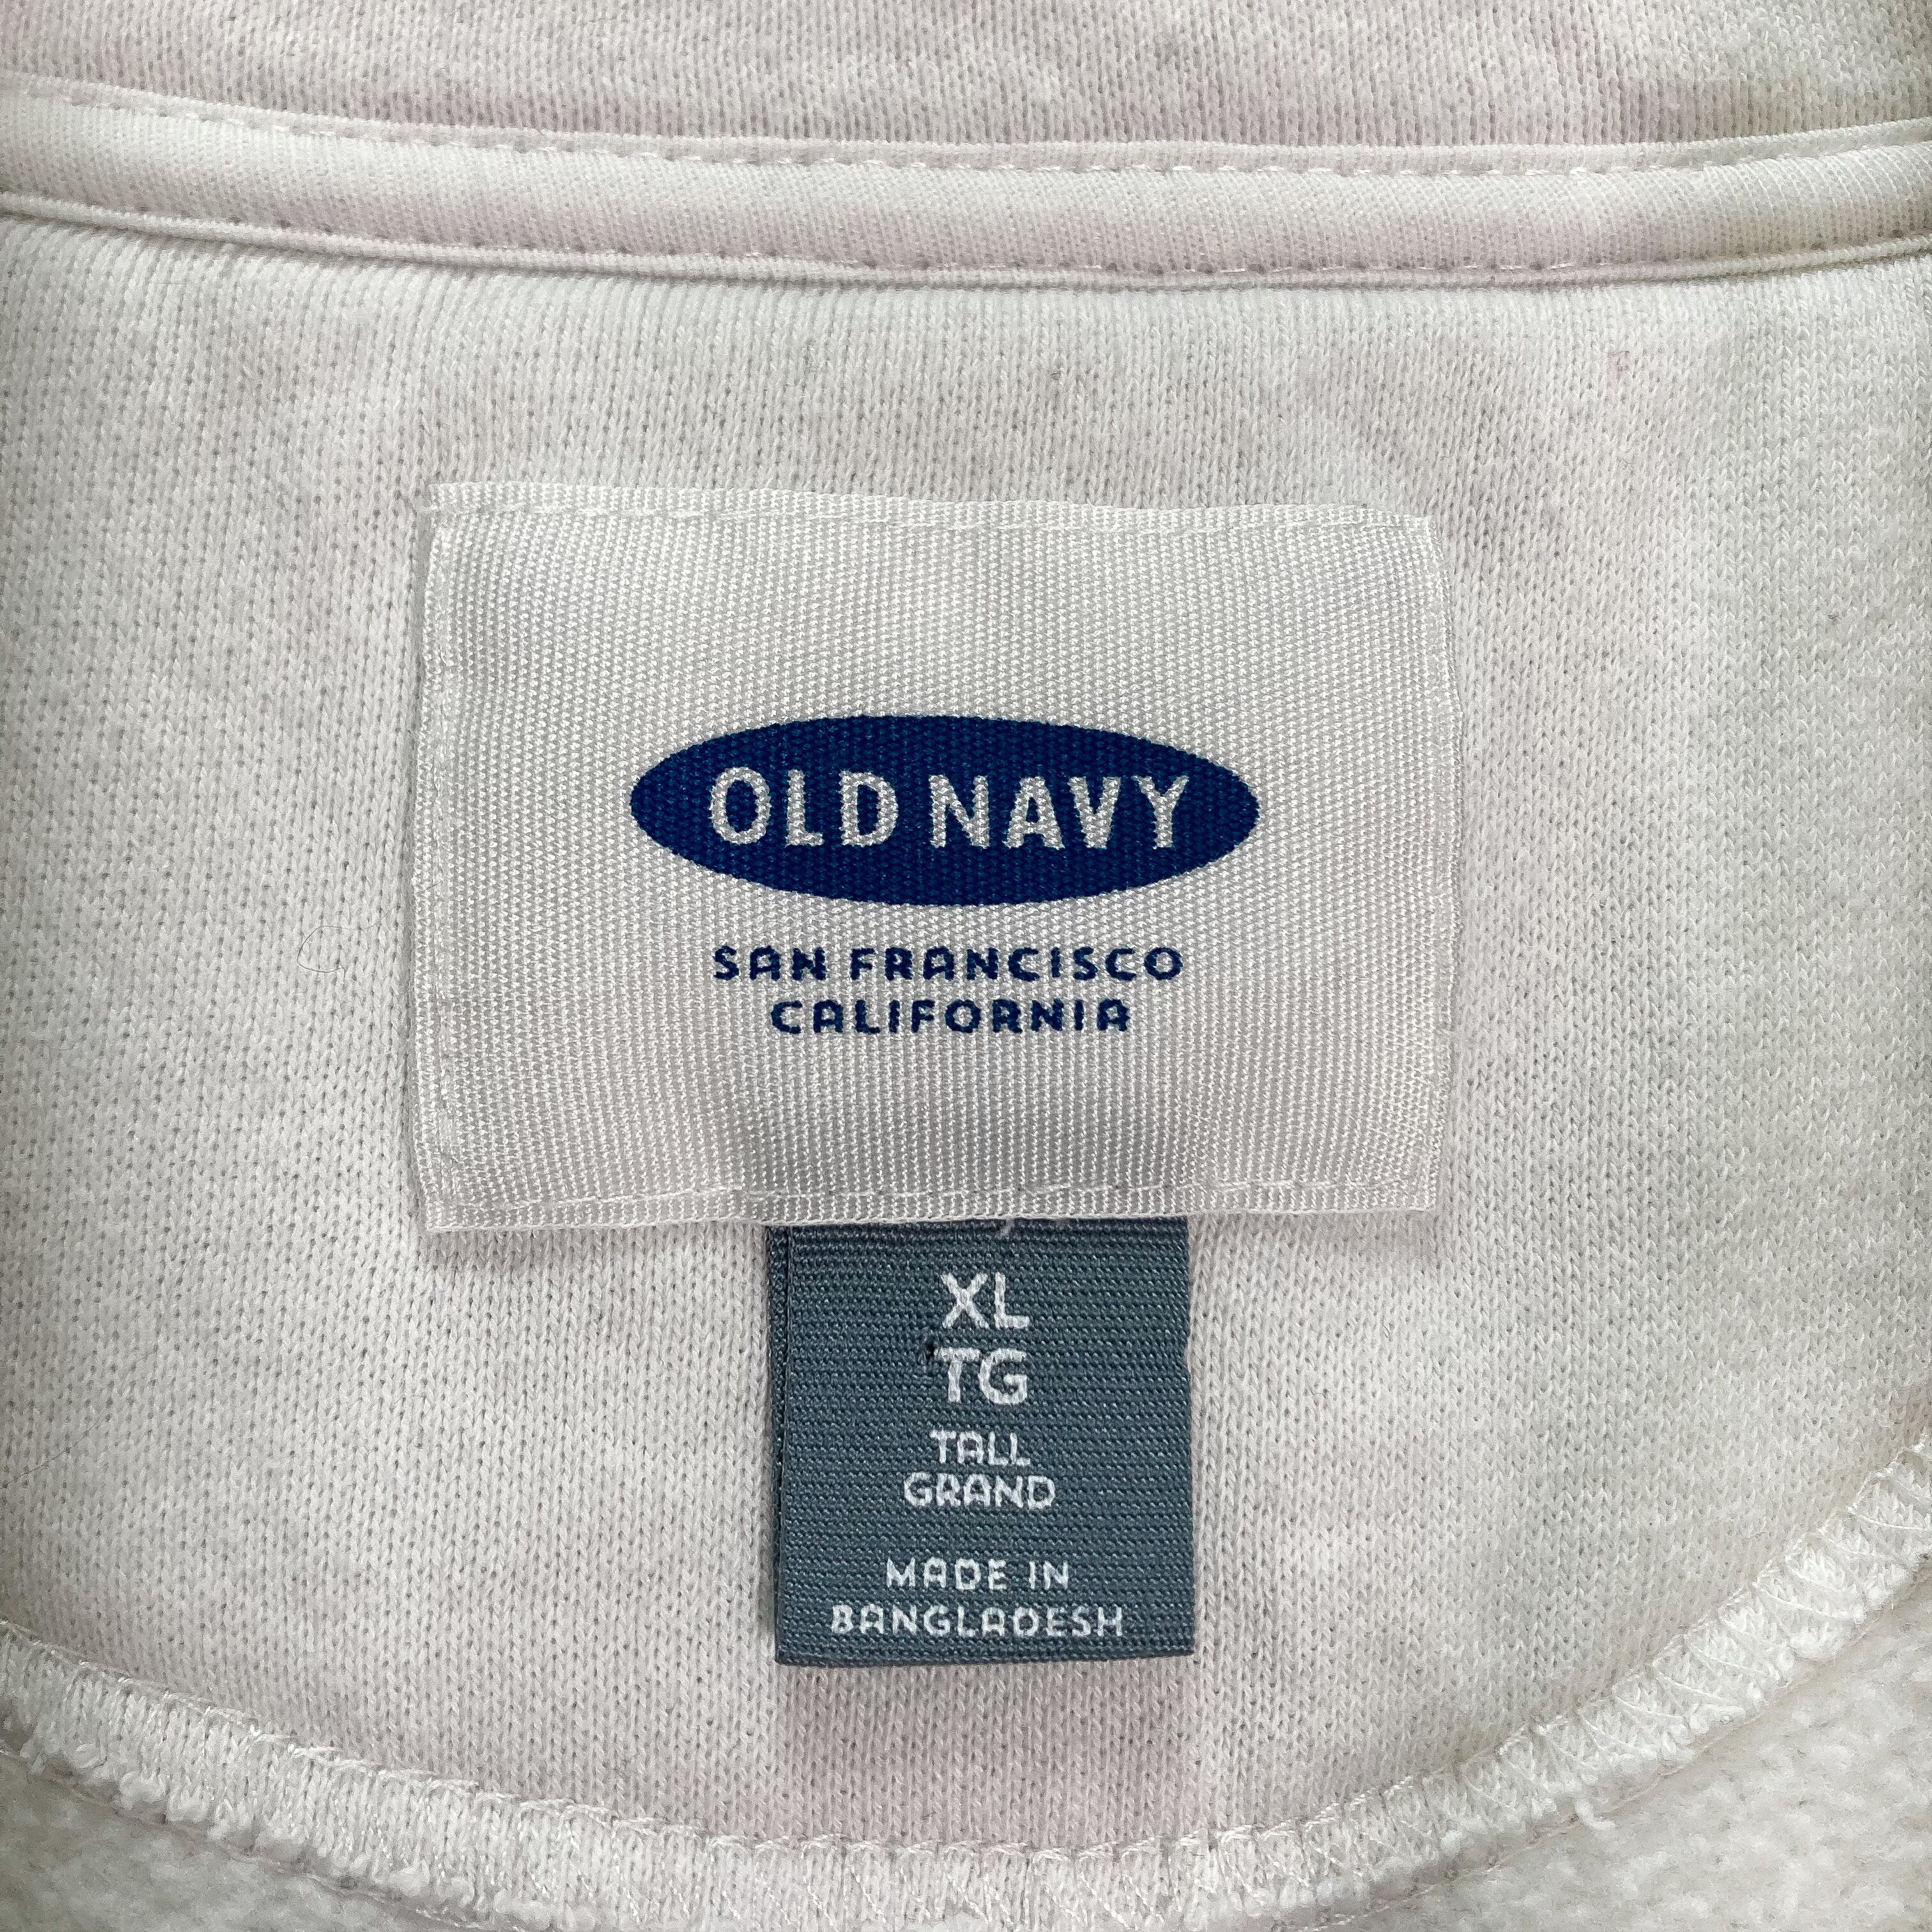 OLD NAVY
SAN FRANCISCO
CALIFORNIA
XL
TG
TALL
GRAND
MADE IN
BANGLADESH